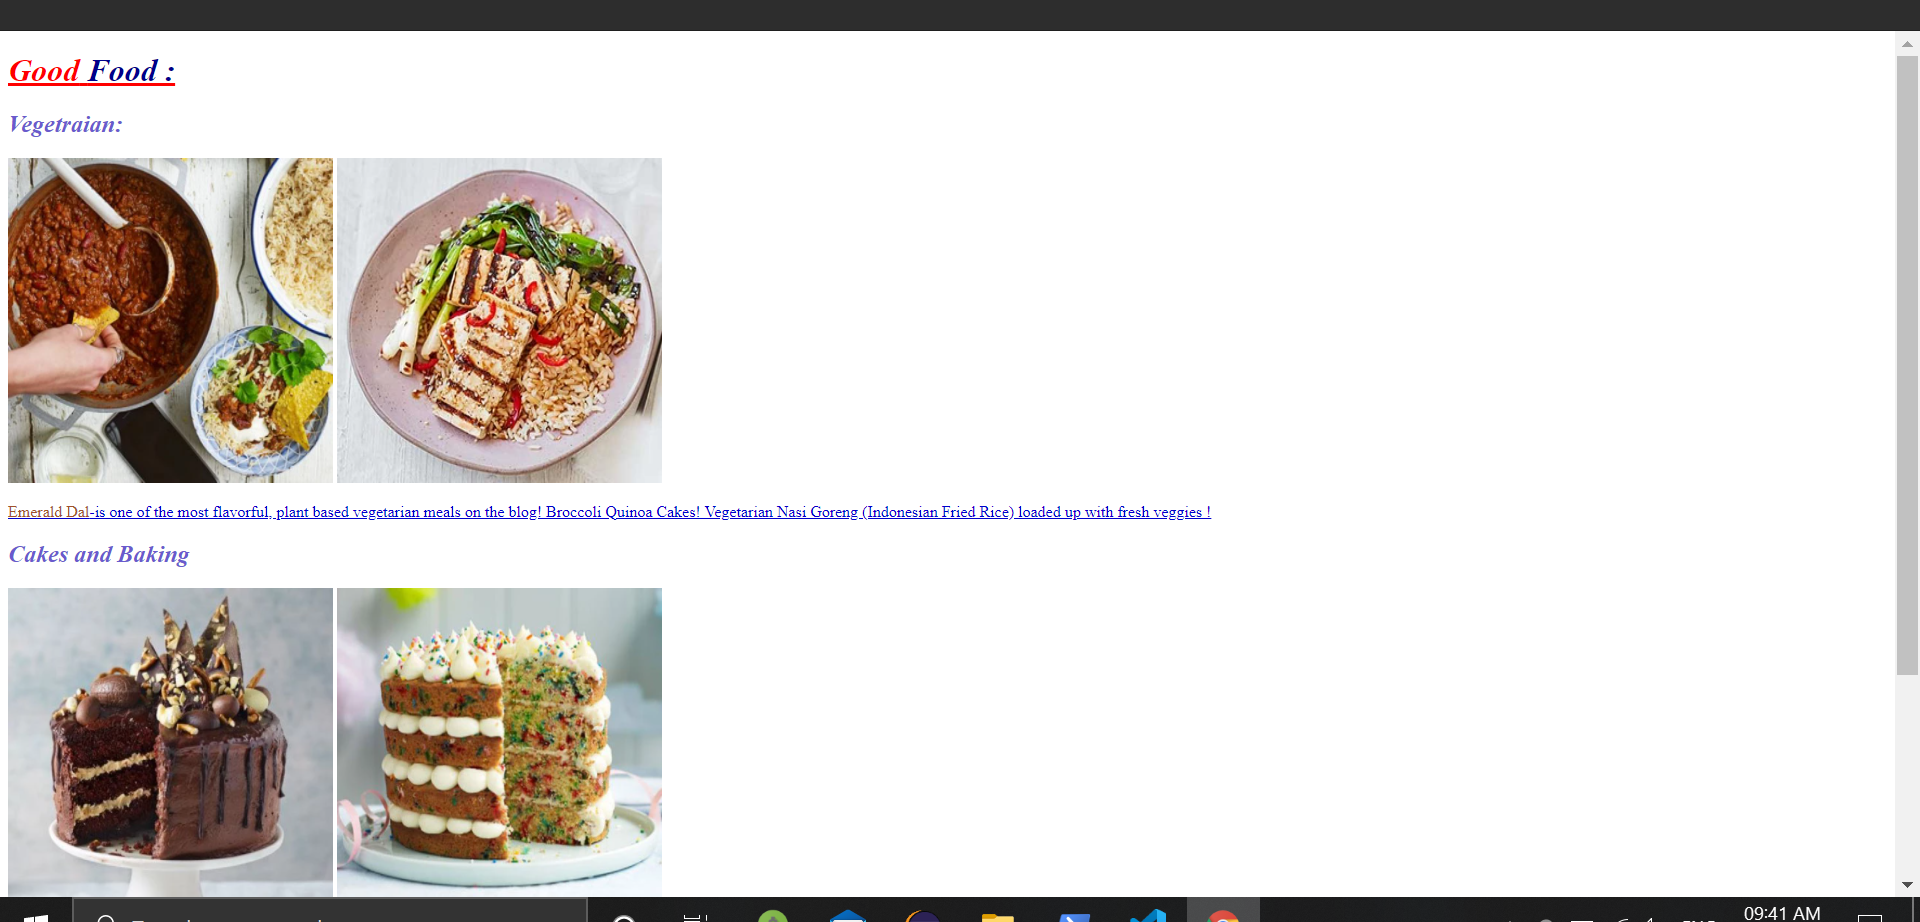 Good Food :
Vegetraian:
Emerald Dal-is one of the most flavorful, plant based vegetarian meals on the blog! Broccoli Quinoa Cakes! Vegetarian Nasi Goreng (Indonesian Fried Rice) loaded up with fresh veggies !
Cakes and Baking
09:41 AM